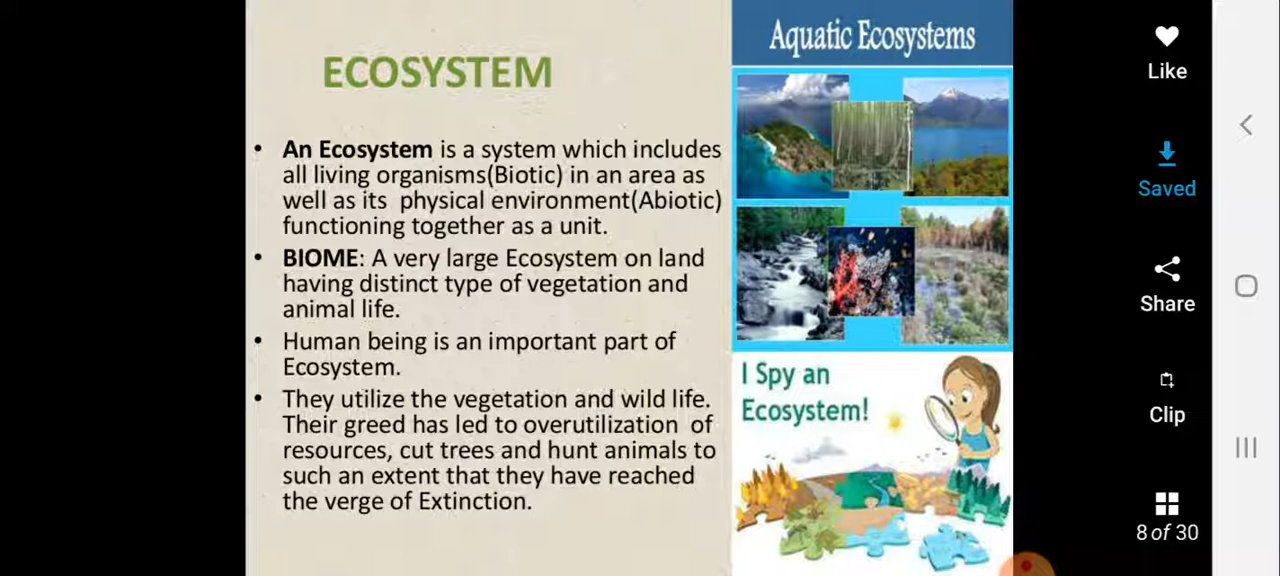 ECOSYSTEM
• An Ecosystem is a system which includes
all living organisms(Biotic) in an area as
well as its physical environment(Abiotic)
functioning together as a unit.
• BIOME: A very large Ecosystem on land
having distinct type of vegetation and
animal life.
• Human being is an important part of
Ecosystem.
• They utilize the vegetation and wild life.
Their greed has led to overutilization of
resources, cut trees and hunt animals to
such an extent that they have reached
the verge of Extinction.
Aquatic Ecosystems
I Spy an
Ecosystem!
Like
Saved
Share
Clip
8 of 30